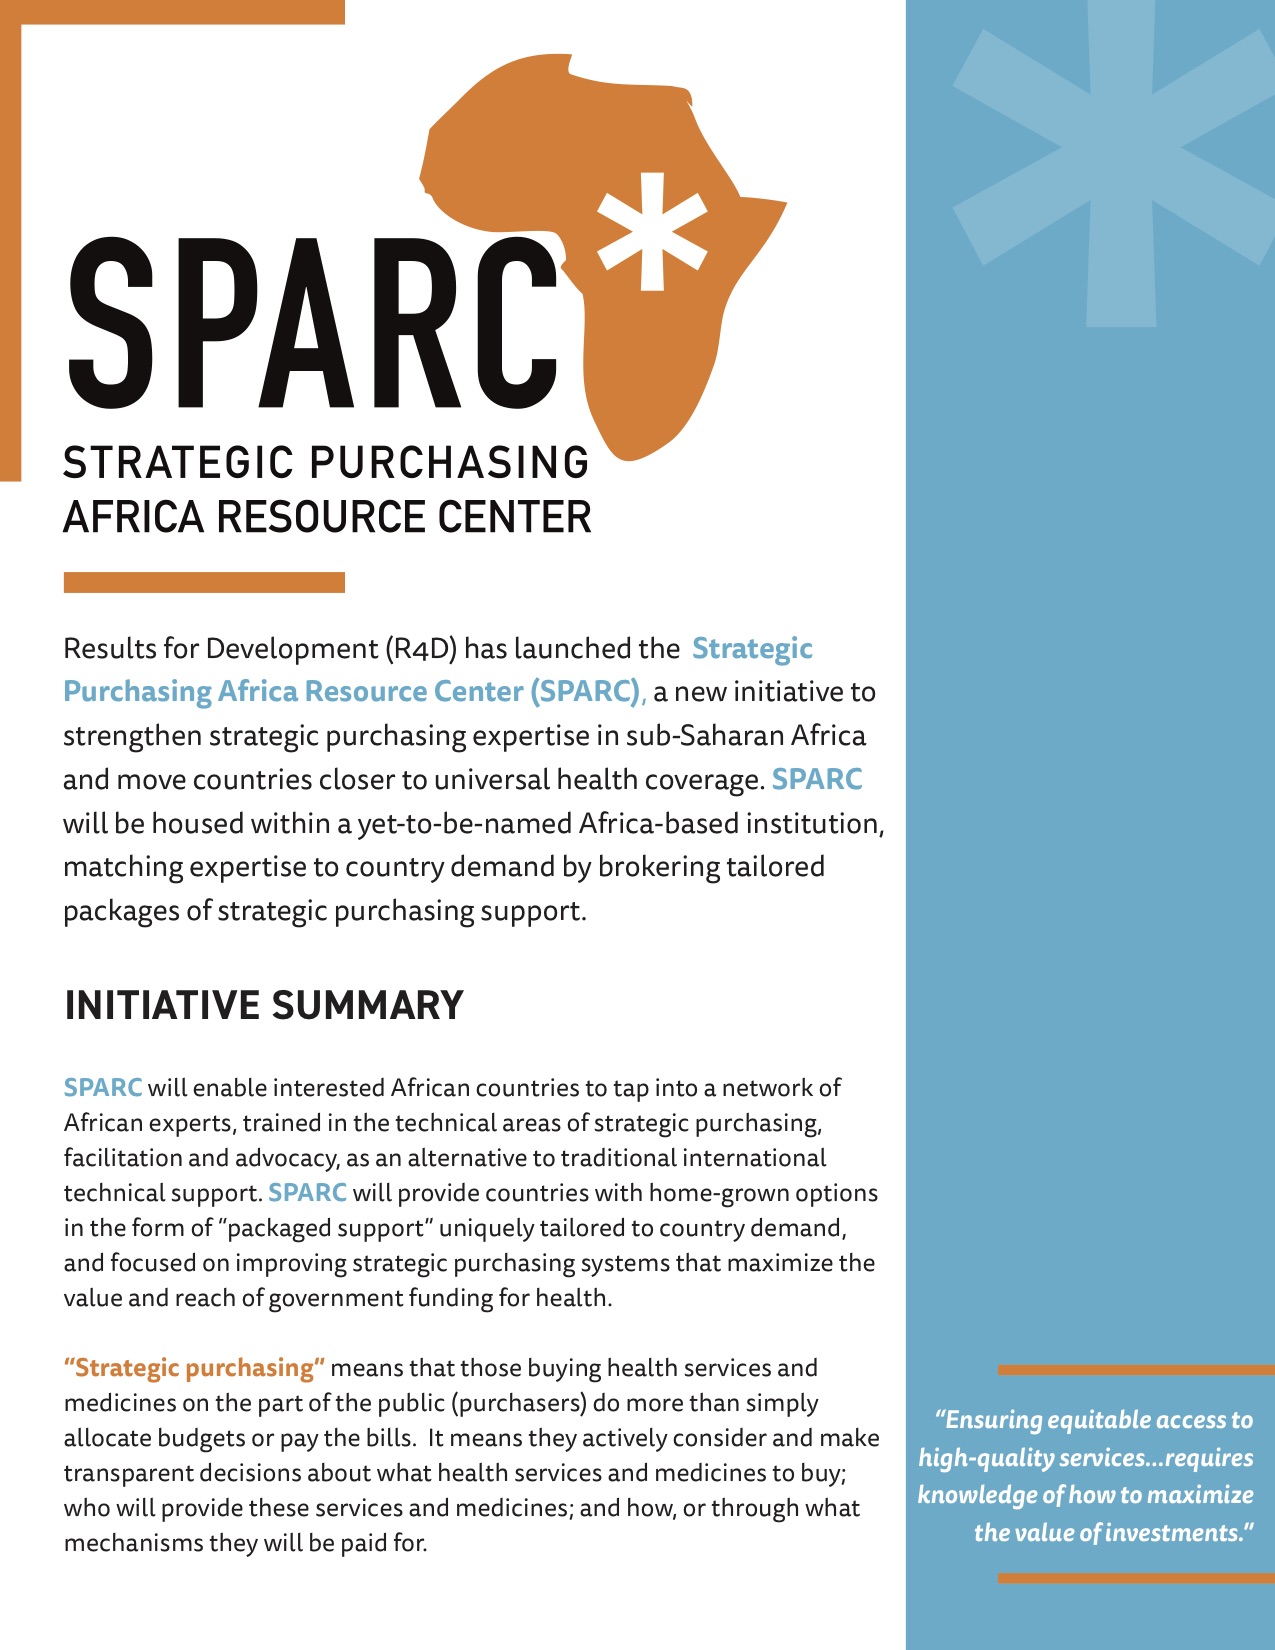 SPARC
STRATEGIC PURCHASING
AFRICA RESOURCE CENTER
Results for Development (R4D) has launched the Strategic
Purchasing Africa Resource Center (SPARC), a new initiative to
strengthen strategic purchasing expertise in sub-Saharan Africa
and move countries closer to universal health coverage. SPARC
will be housed within a yet-to-be-named Africa-based institution,
matching expertise to country demand by brokering tailored
packages of strategic purchasing support.
INITIATIVE SUMMARY
SPARC will enable interested African countries to tap into a network of
African experts, trained in the technical areas of strategic purchasing,
facilitation and advocacy, as an alternative to traditional international
technical support. SPARC will provide countries with home-grown options
in the form of “packaged support” uniquely tailored to country demand,
and focused on improving strategic purchasing systems that maximize the
value and reach of government funding for health.
“Strategic purchasing” means that those buying health services and
medicines on the part of the public (purchasers) do more than simply
allocate budgets or pay the bills.  It means they actively consider and make
transparent decisions about what health services and medicines to buy;
who will provide these services and medicines; and how, or through what
mechanisms they will be paid for.
“Ensuring equitable access to
high-quality services...requires
knowledge of how to maximize
the value of investments.”